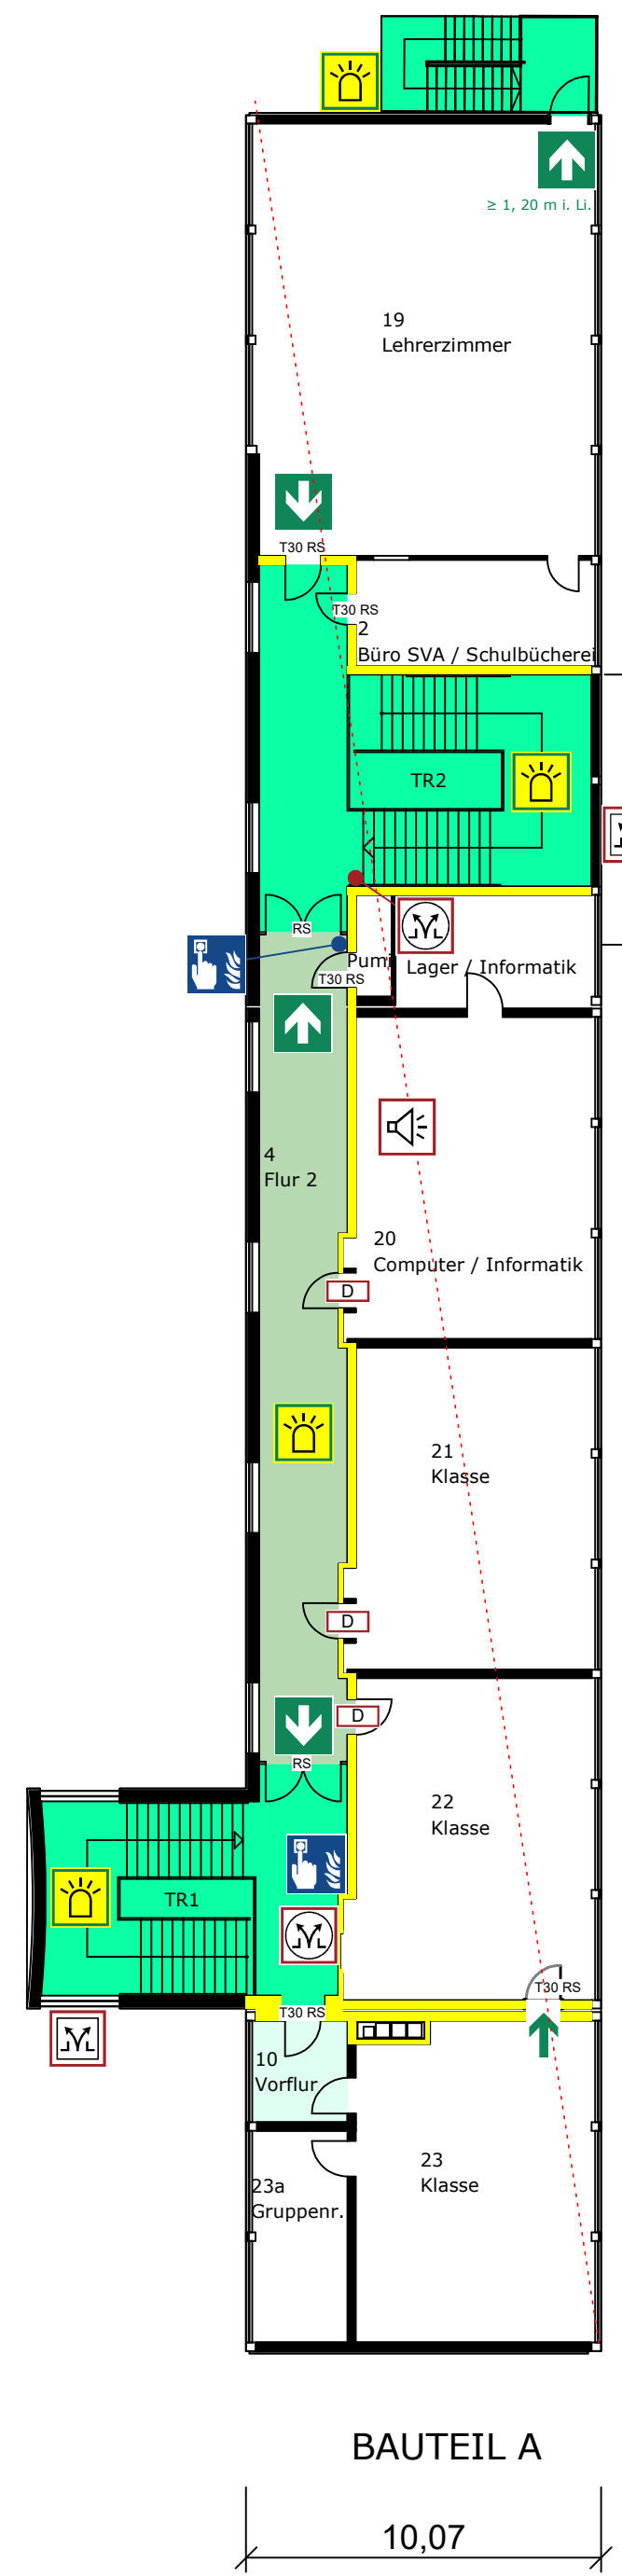 ≥ 1, 20 m i. Li.
19
Lehrerzimmer
T30 RS
T30 RS
2
Büro SVA / Schulbücherei
TR2
RS
Pumi
Lager / Informatik
T30 RS
4
Flur 2
20
Computer / Informatik
D
21
Klasse
D
D
RS
22
Klasse
TR1
T30 RS
T30 RS
10
Vorflur
23
Klasse
23a
Gruppenr.
BAUTEIL A
10,07